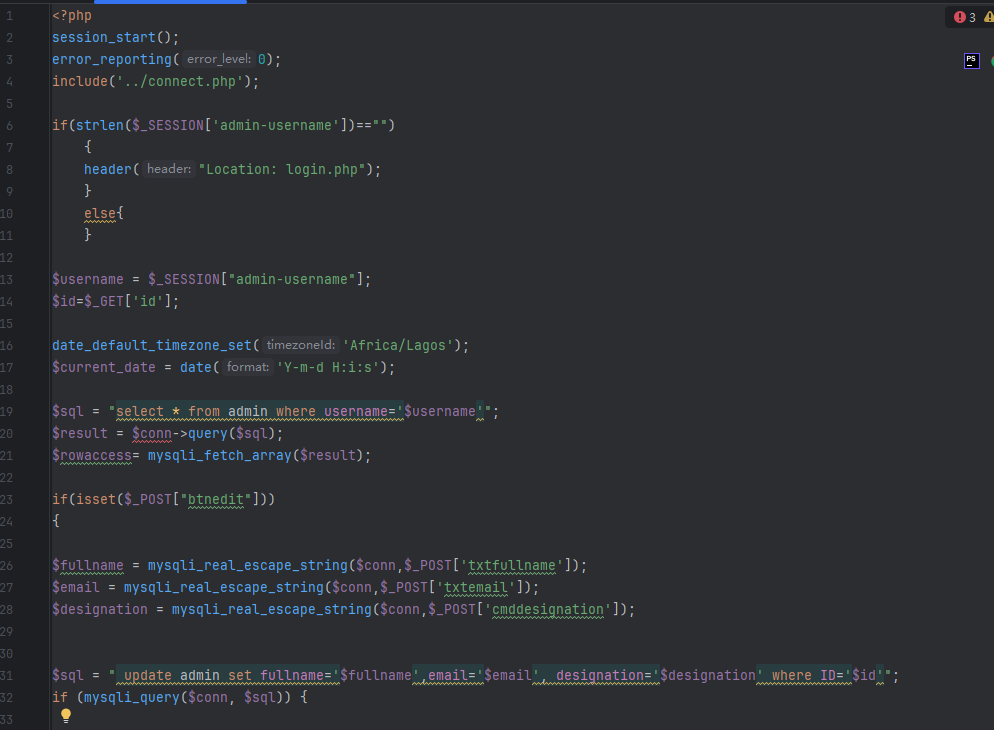 1 <?php
2 session_start();
3 error_reporting( error_level: 0);
4 include('../connect.php');
5
6 if(strlen($_SESSION['admin-username'])=="")
7     {
8     header( header: "Location: login.php");
9     }
10     else{
11     }
12
13 $username = $_SESSION["admin-username"];
14 $id=$_GET['id'];
15
16 date_default_timezone_set( timezoneId: 'Africa/Lagos');
17 $current_date = date( format: 'Y-m-d H:i:s');
18
19 $sql = "select * from admin where username='$username'";
20 $result = $conn->query($sql);
21 $rowaccess= mysqli_fetch_array($result);
22
23 if(isset($_POST["btnedit"]))
24 {
25
26 $fullname = mysqli_real_escape_string($conn,$_POST['txtfullname']);
27 $email = mysqli_real_escape_string($conn,$_POST['txtemail']);
28 $designation = mysqli_real_escape_string($conn,$_POST['cmddesignation']);
29
30
31 $sql = " update admin set fullname='$fullname',email='$email', designation='$designation' where ID='$id'";
32 if (mysqli_query($conn, $sql)) {
33
3
PS